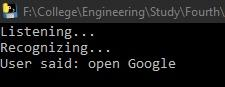 F:\College\Engineering\Study\Fourth\
Listening...
Recognizing...
User said: open Google